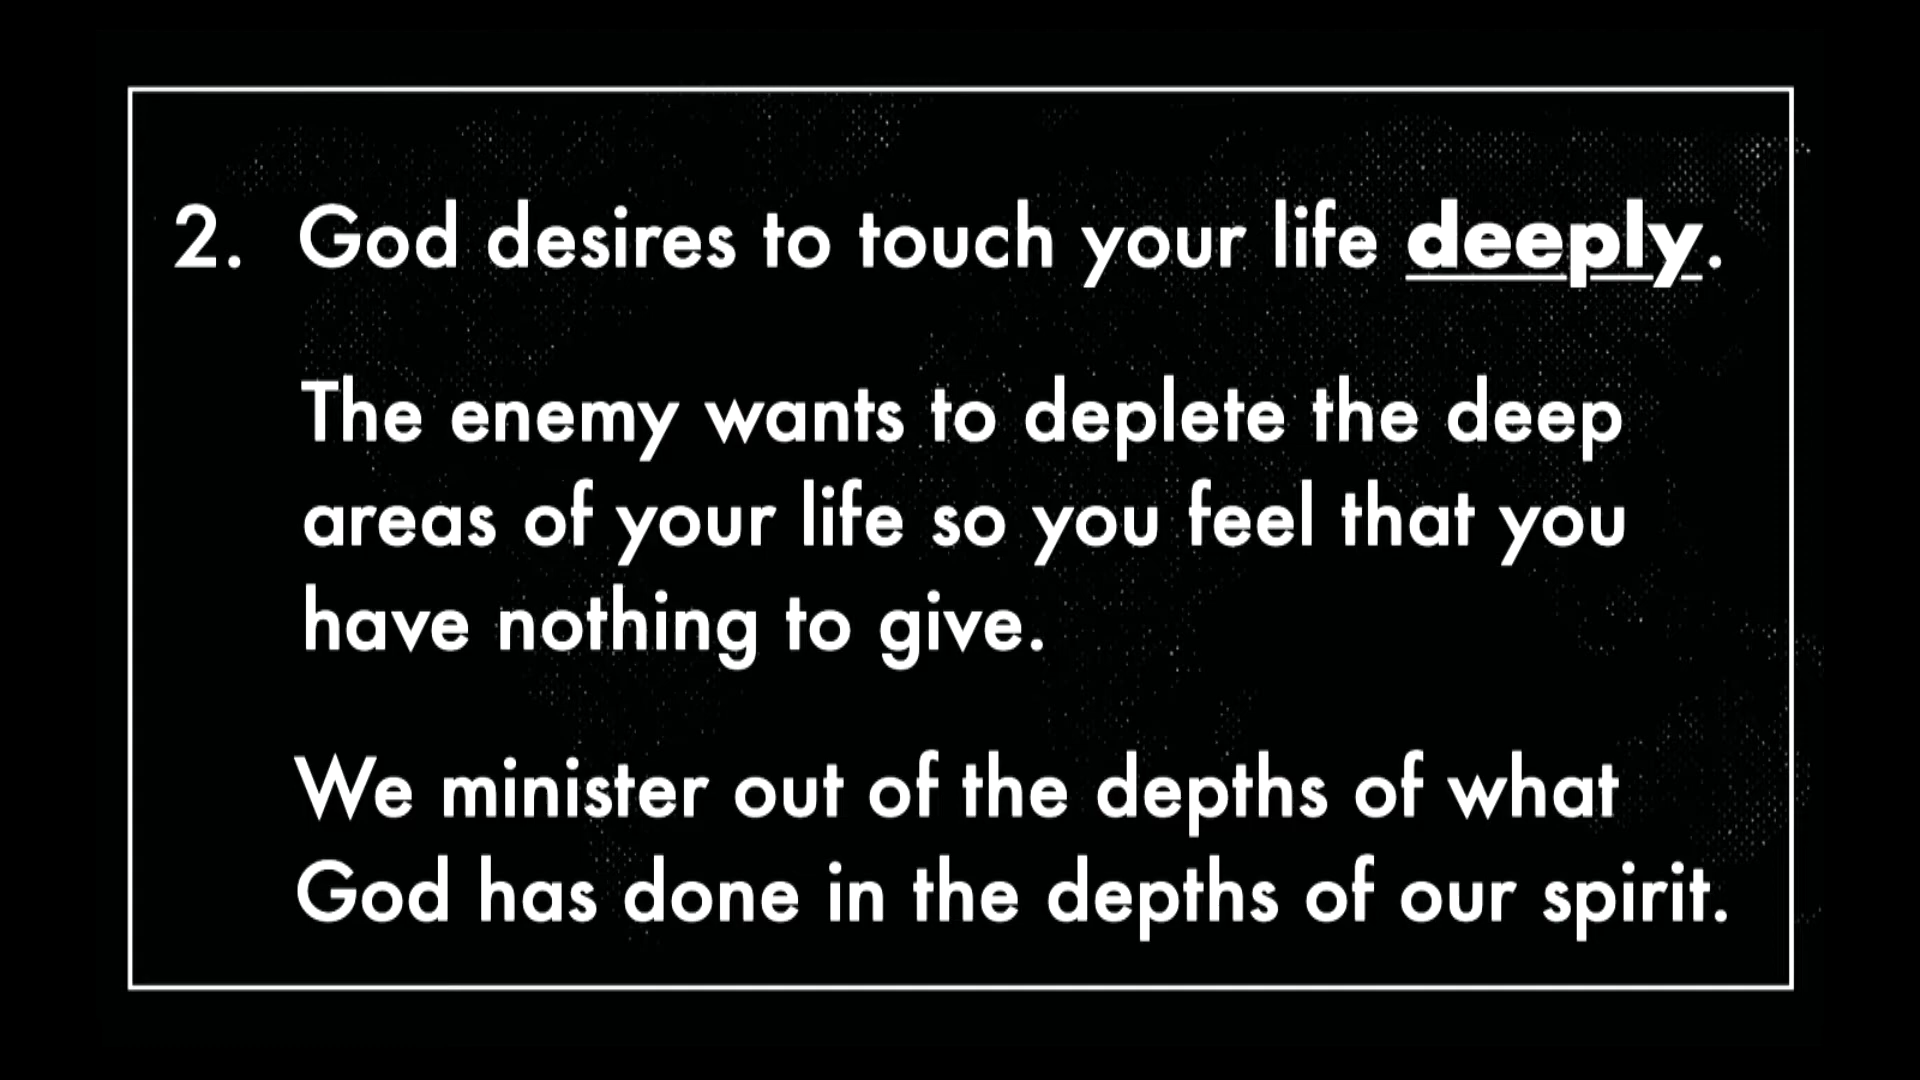 2. God desires to touch your life deeply.
The enemy wants to deplete the deep
areas of your life so you feel that you
have nothing to give.
We minister out of the depths of what
God has done in the depths of our spirit.